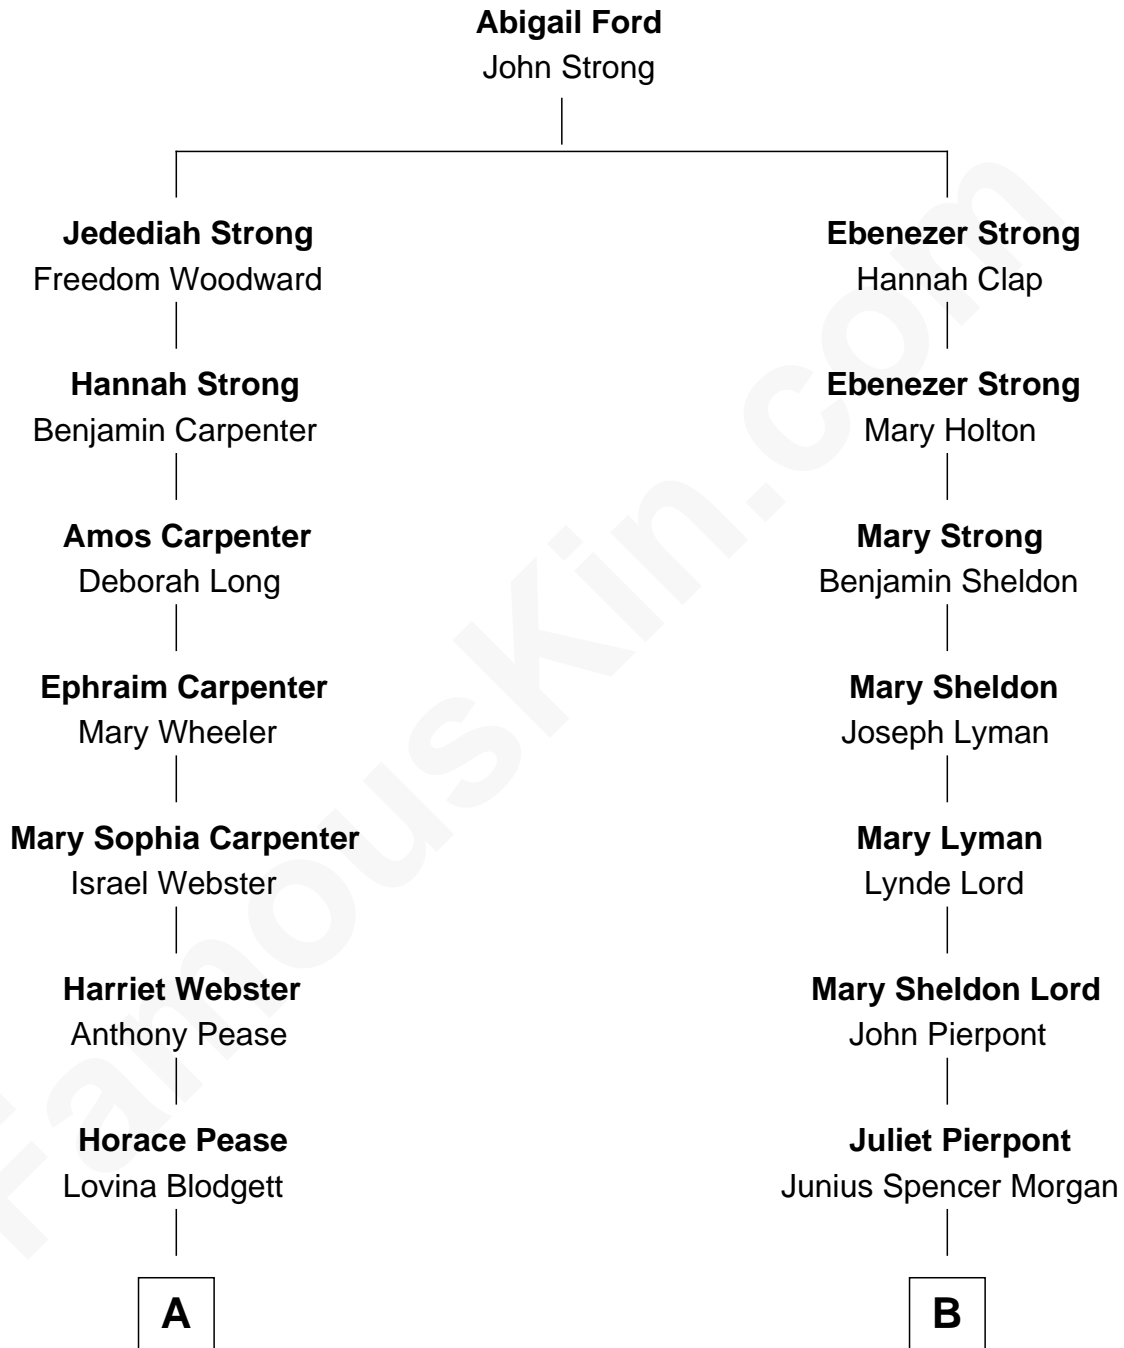 Abigail Ford
John Strong
Jedediah Strong
Freedom Woodward
Ebenezer Strong
Hannah Clap
Hannah Strong
Benjamin Carpenter
Ebenezer Strong
Mary Holton
Amos Carpenter
Deborah Long
Mary Strong
Benjamin Sheldon
Ephraim Carpenter
Mary Wheeler
Mary Sheldon
Joseph Lyman
Mary Sophia Carpenter
Israel Webster
Mary Lyman
Lynde Lord
Harriet Webster
Anthony Pease
Mary Sheldon Lord
John Pierpont
Horace Pease
Lovina Blodgett
Juliet Pierpont
Junius Spencer Morgan
A
B
FamousKin.com